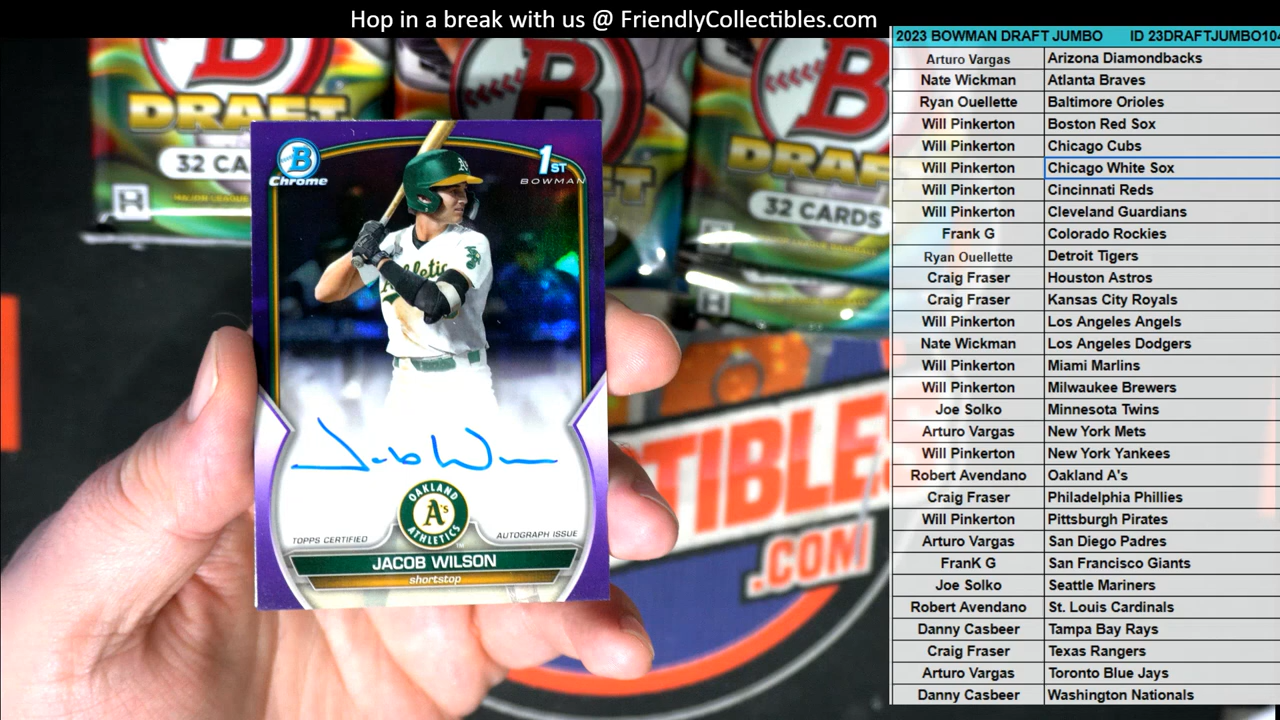 Hop in a break with us @ FriendlyCollectibles.com
2023 BOWMAN DRAFT JUMBO ID 23DRAFTJUMBO104
Arturo Vargas Arizona Diamondbacks
Nate Wickman Atlanta Braves
Ryan Ouellette Baltimore Orioles
Will Pinkerton Boston Red Sox
Will Pinkerton Chicago Cubs
Will Pinkerton Chicago White Sox
Will Pinkerton Cincinnati Reds
Will Pinkerton Cleveland Guardians
Frank G Colorado Rockies
Ryan Ouellette Detroit Tigers
Craig Fraser Houston Astros
Craig Fraser Kansas City Royals
Will Pinkerton Los Angeles Angels
Nate Wickman Los Angeles Dodgers
Will Pinkerton Miami Marlins
Will Pinkerton Milwaukee Brewers
Joe Solko Minnesota Twins
Arturo Vargas New York Mets
Will Pinkerton New York Yankees
Robert Avendano Oakland A's
Craig Fraser Philadelphia Phillies
Will Pinkerton Pittsburgh Pirates
Arturo Vargas San Diego Padres
FranK G San Francisco Giants
Joe Solko Seattle Mariners
Robert Avendano St. Louis Cardinals
Danny Casbeer Tampa Bay Rays
Craig Fraser Texas Rangers
Arturo Vargas Toronto Blue Jays
Danny Casbeer Washington Nationals
DRAFT
32 CA
32 CARDS
B
Chrome
1ST
BOWMAN
A's
OAKLAND
A's
ATHLETICS
TOPPS CERTIFIED
AUTOGRAPH ISSUE
JACOB WILSON
shortstop
TIBLE
.COM